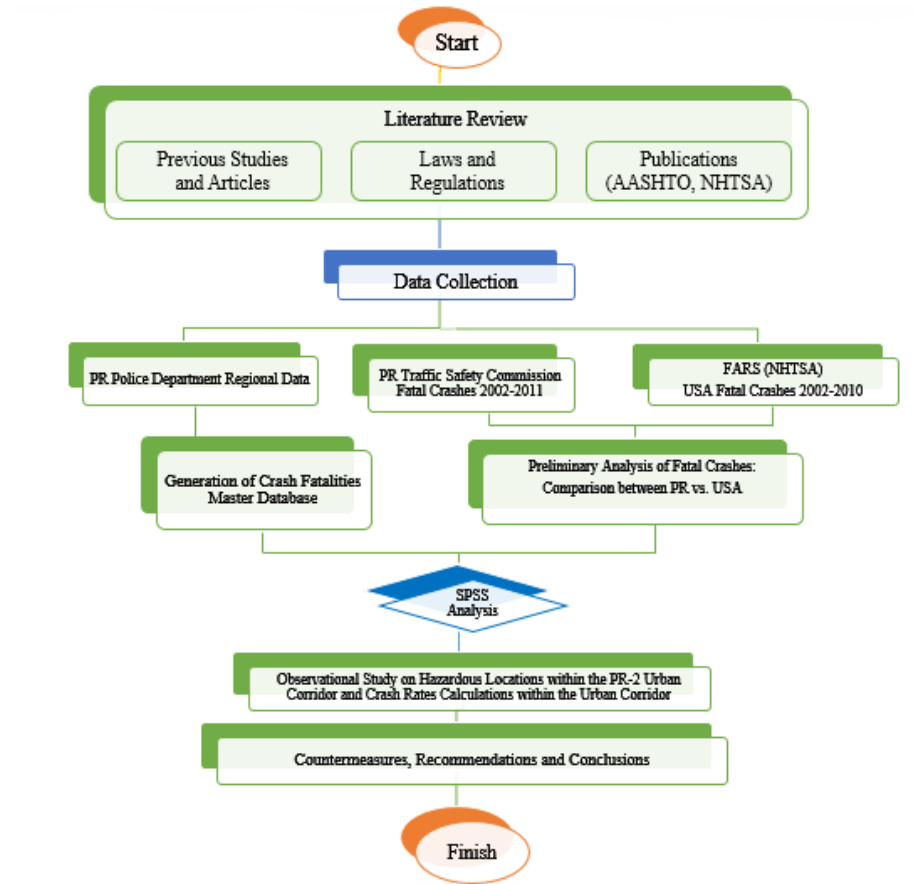 Start
Literature Review
Previous Studies
and Articles
Laws and
Regulations
Publications
(AASHTO, NHTSA)
Data Collection
PR Police Department Regional Data
PR Traffic Safety Commission
Fatal Crashes 2002-2011
FARS (NHTSA)
USA Fatal Crashes 2002-2010
Generation of Crash Fatalities
Master Database
Preliminary Analysis of Fatal Crashes:
Comparison between PR vs. USA
SPSS
Analysis
Observational Study on Hazardous Locations within the PR-2 Urban
Corridor and Crash Rates Calculations within the Urban Corridor
Countermeasures, Recommendations and Conclusions
Finish